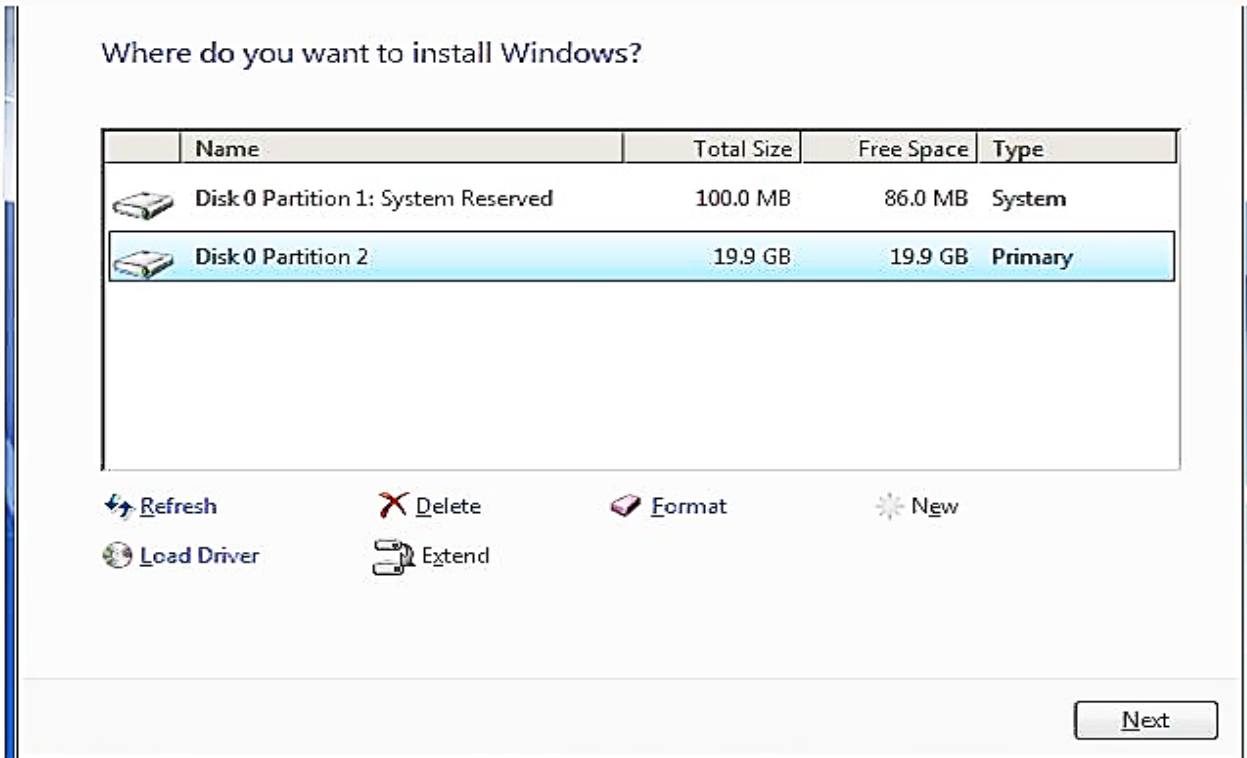 Where do you want to install Windows?
Name Total Size Free Space Type
Disk 0 Partition 1: System Reserved 100.0 MB 86.0 MB System
Disk 0 Partition 2 19.9 GB 19.9 GB Primary
Refresh Delete Format New
Load Driver Extend
Next